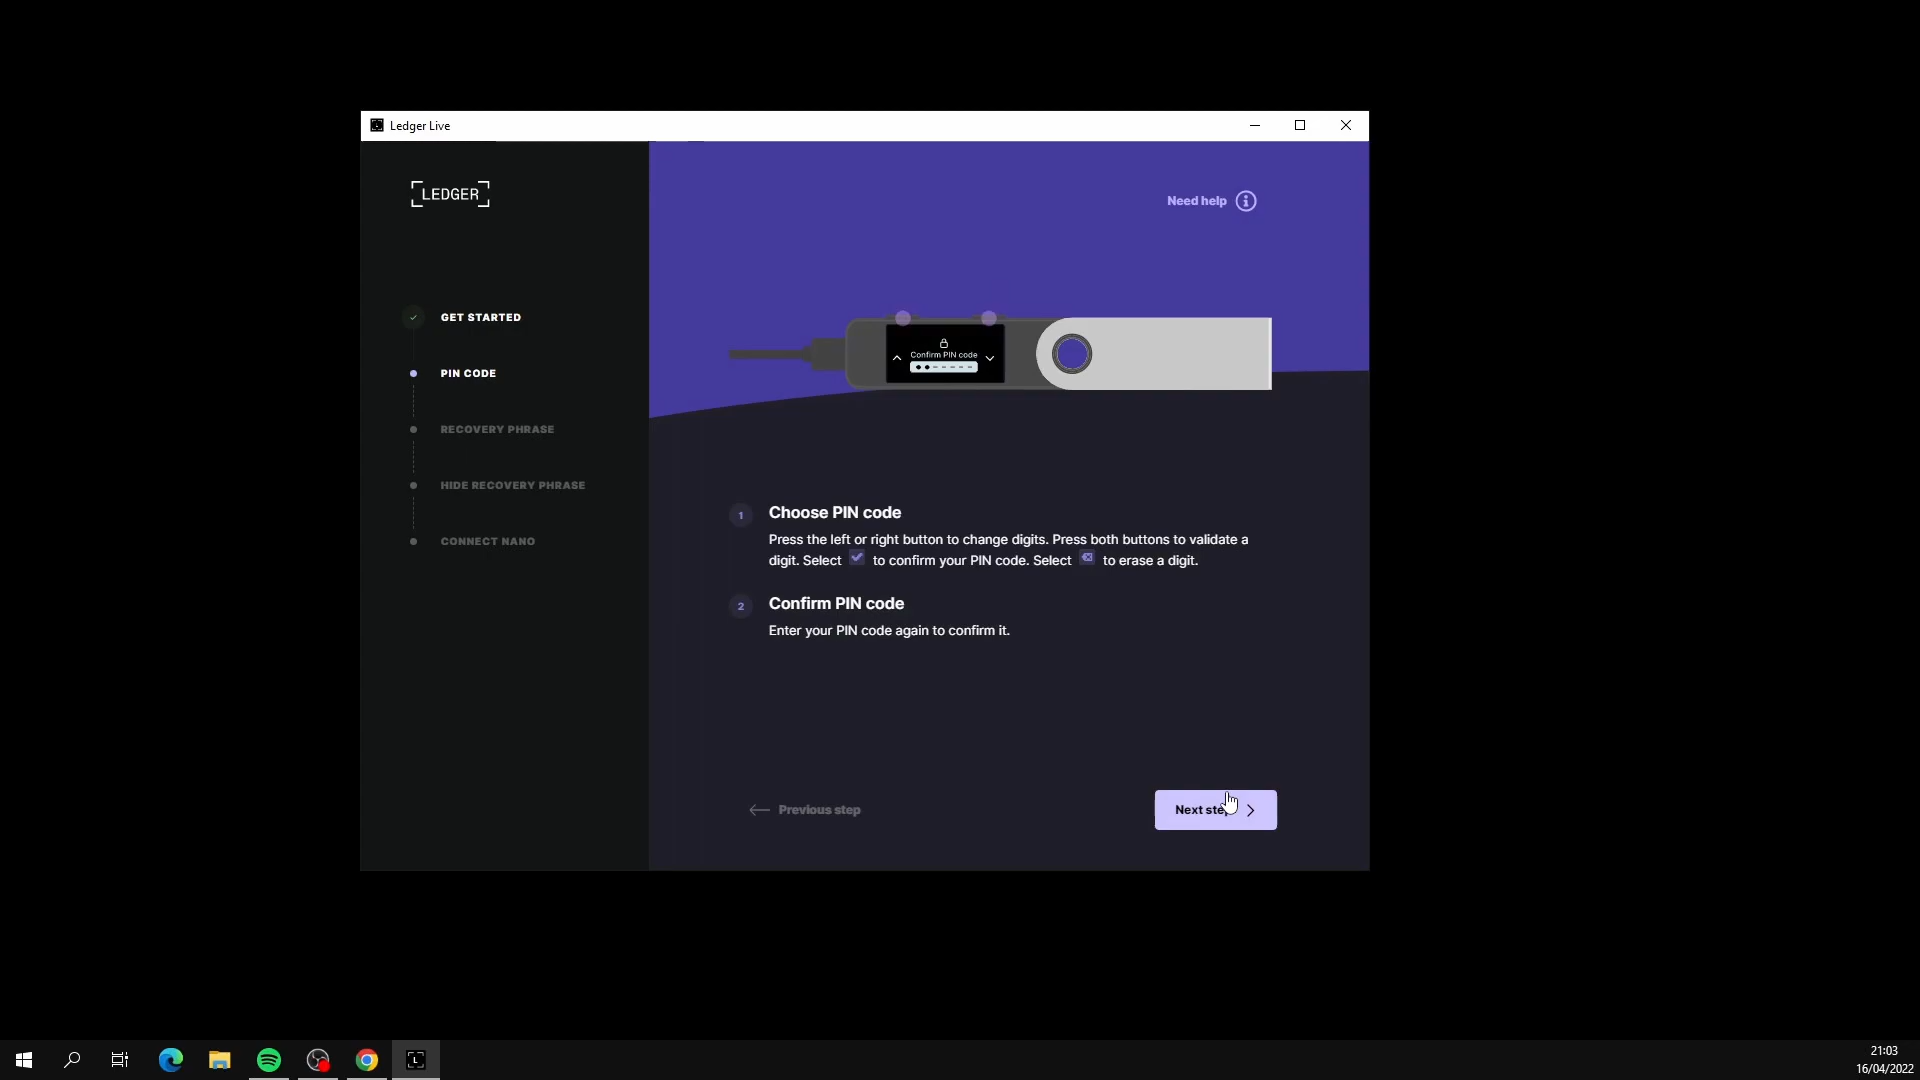 Ledger Live
LEDGER
Need help
GET STARTED
PIN CODE
RECOVERY PHRASE
HIDE RECOVERY PHRASE
CONNECT NANO
Confirm PIN code
1
Choose PIN code
Press the left or right button to change digits. Press both buttons to validate a
digit. Select to confirm your PIN code. Select to erase a digit.
2
Confirm PIN code
Enter your PIN code again to confirm it.
Previous step
Next step
21:03
16/04/2022